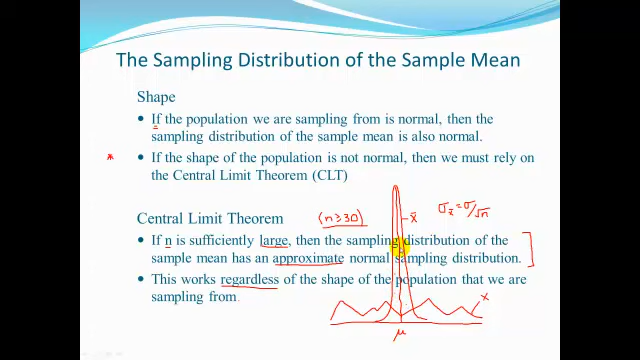 The Sampling Distribution of the Sample Mean
Shape
• If the population we are sampling from is normal, then the
sampling distribution of the sample mean is also normal.
* • If the shape of the population is not normal, then we must rely on
the Central Limit Theorem (CLT)
Central Limit Theorem (n≥30)
x̄ σx̄ = σ/√n
• If n is sufficiently large, then the sampling distribution of the
sample mean has an approximate normal sampling distribution.
• This works regardless of the shape of the population that we are
sampling from.
x
μ